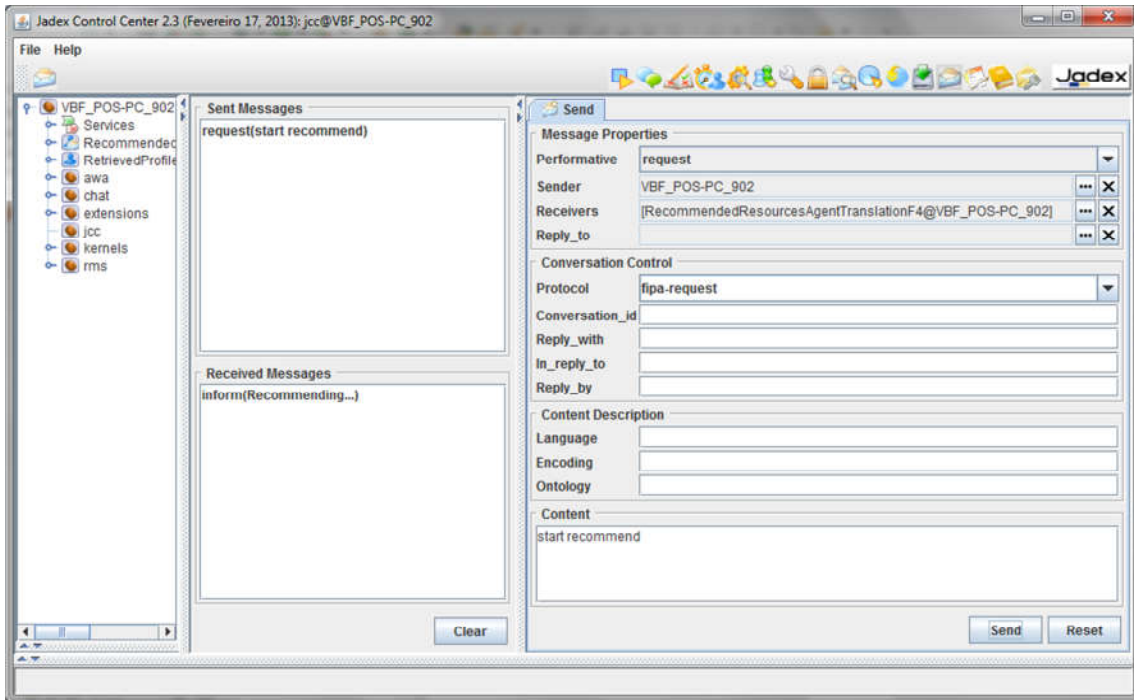 Jadex Control Center 2.3 (Fevereiro 17, 2013): jcc@VBF_POS-PC_902
File Help
Jadex
VBF_POS-PC_902
Services
Recommended
RetrievedProfile
awa
chat
extensions
jcc
kernels
rms
Sent Messages
request(start recommend)
Received Messages
inform(Recommending...)
Clear
Send
Message Properties
Performative request
Sender VBF_POS-PC_902
Receivers [RecommendedResourcesAgentTranslationF4@VBF_POS-PC_902]
Reply_to
Conversation Control
Protocol fipa-request
Conversation_id
Reply_with
In_reply_to
Reply_by
Content Description
Language
Encoding
Ontology
Content
start recommend
Send Reset